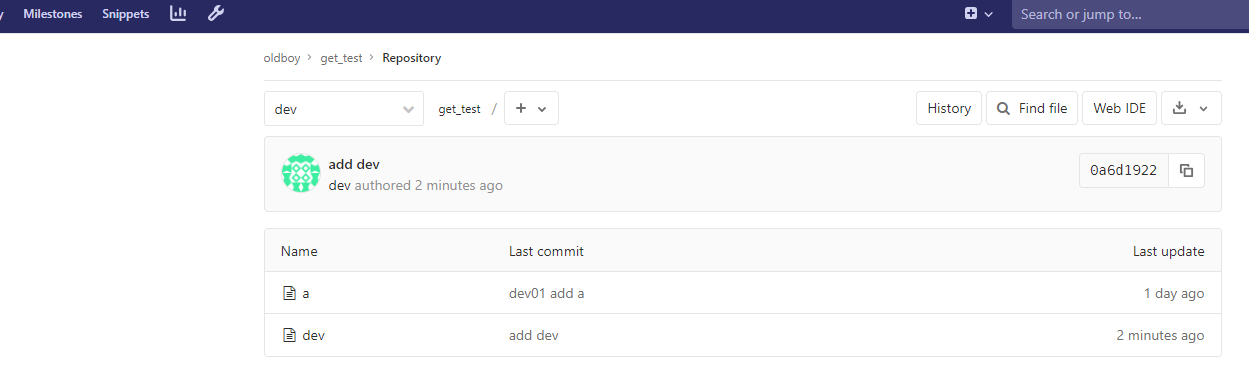 Milestones Snippets Search or jump to...
oldboy > get_test > Repository
dev get_test / + History Find file Web IDE
add dev
dev authored 2 minutes ago
0a6d1922
Name Last commit Last update
a dev01 add a 1 day ago
dev add dev 2 minutes ago